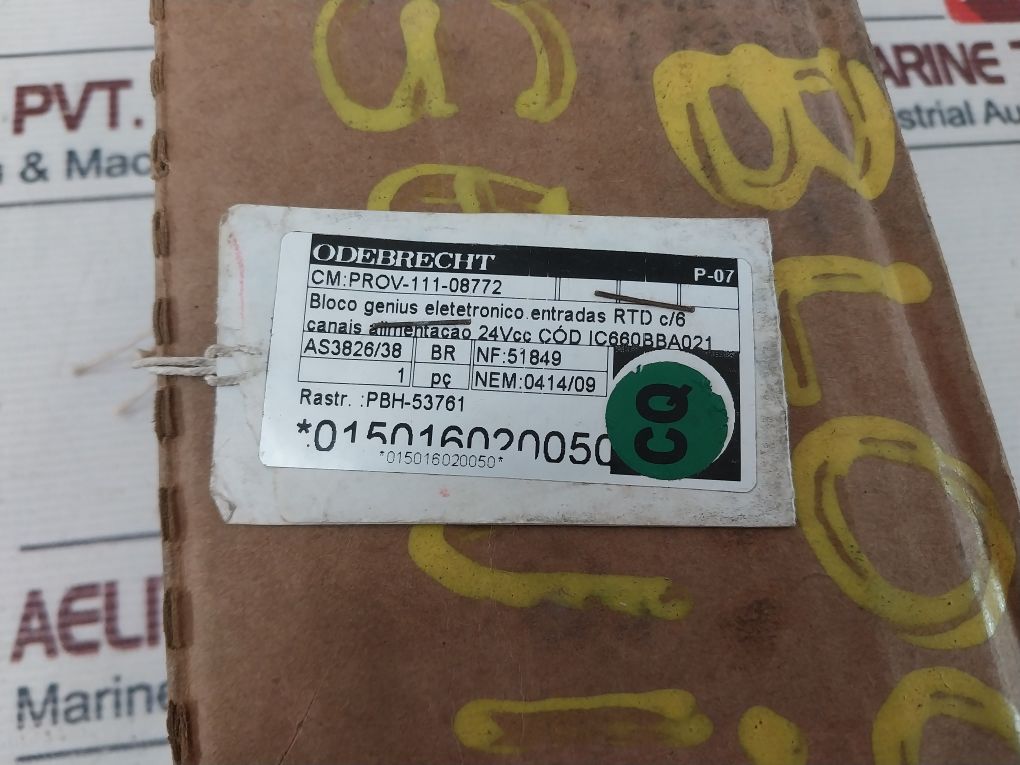 PVT.
& Mac
ARINE T
strial Au
ODEBRECHT
P-07
CM:PROV-111-08772
Bloco genius eletetronico.entradas RTD c/6
canais alimentacao 24Vcc CÓD IC660BBA021
AS3826/38 BR NF:51849
1 pç NEM:0414/09
Rastr. :PBH-53761
*015016020050
*015016020050*
CQ
AELI
Marine